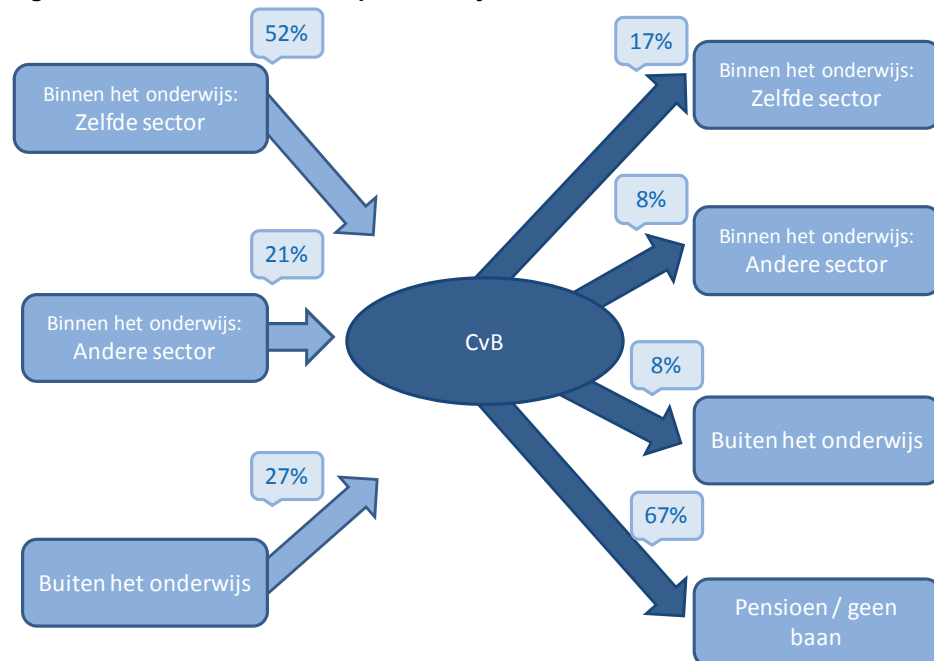 52%
Binnen het onderwijs:
Zelfde sector
21%
Binnen het onderwijs:
Andere sector
27%
Buiten het onderwijs
CvB
17%
Binnen het onderwijs:
Zelfde sector
8%
Binnen het onderwijs:
Andere sector
8%
Buiten het onderwijs
67%
Pensioen / geen
baan